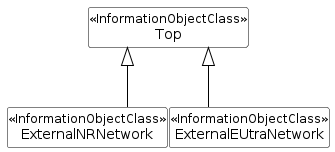 «InformationObjectClass»
Top
«InformationObjectClass»
ExternalNRNetwork
«InformationObjectClass»
ExternalEUtraNetwork